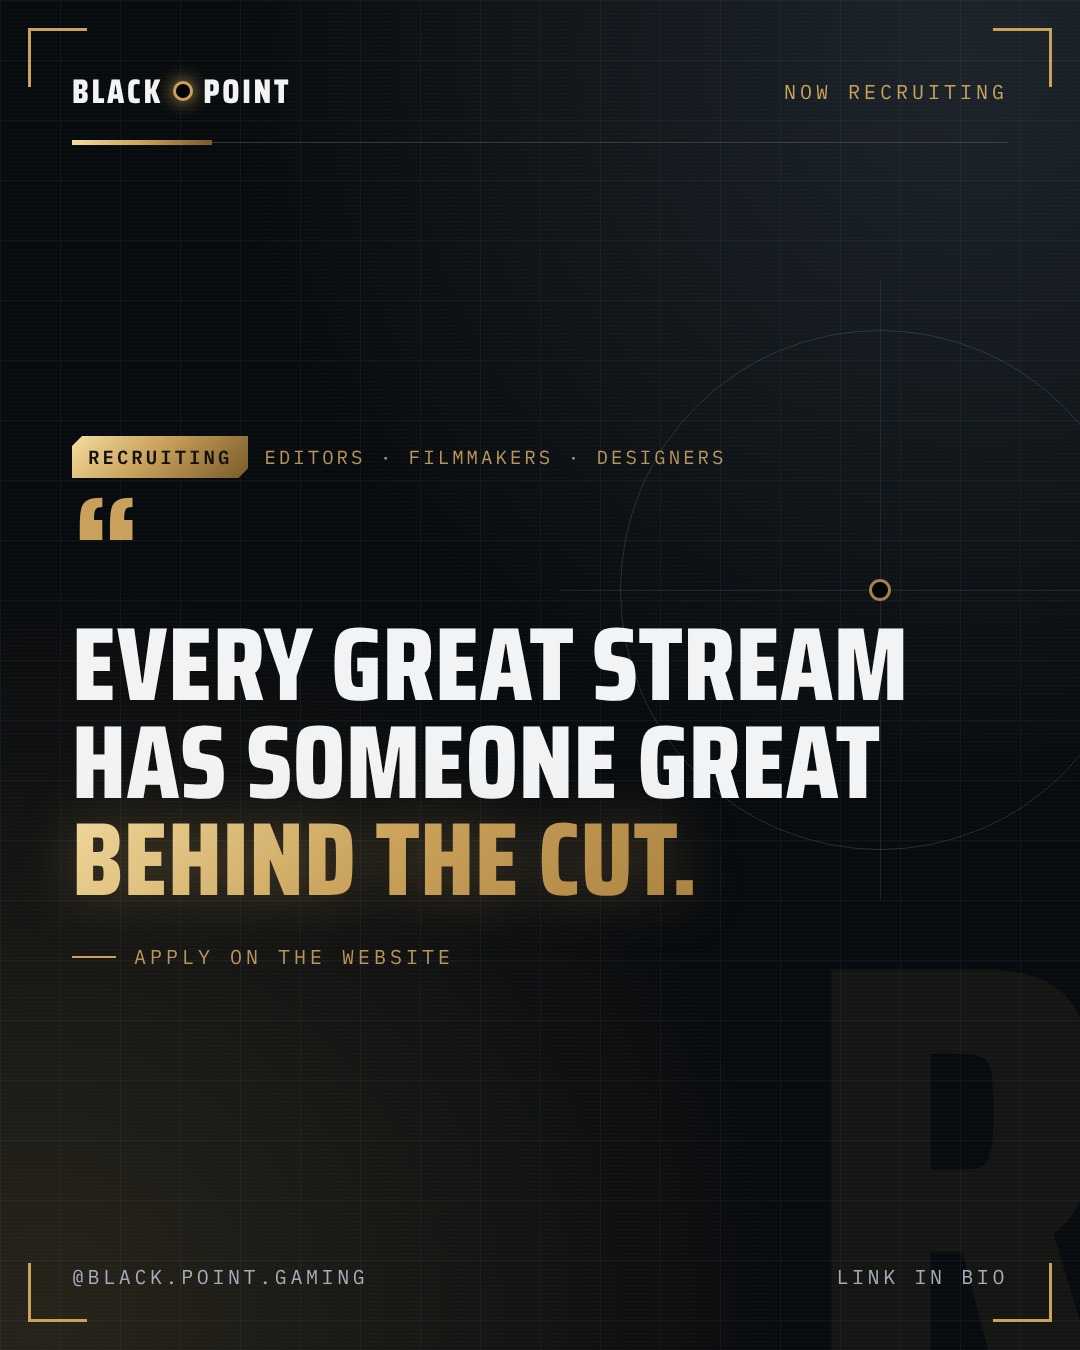 BLACK POINT
NOW RECRUITING
RECRUITING EDITORS · FILMMAKERS · DESIGNERS
“
EVERY GREAT STREAM
HAS SOMEONE GREAT
BEHIND THE CUT.
— APPLY ON THE WEBSITE
R
@BLACK.POINT.GAMING
LINK IN BIO